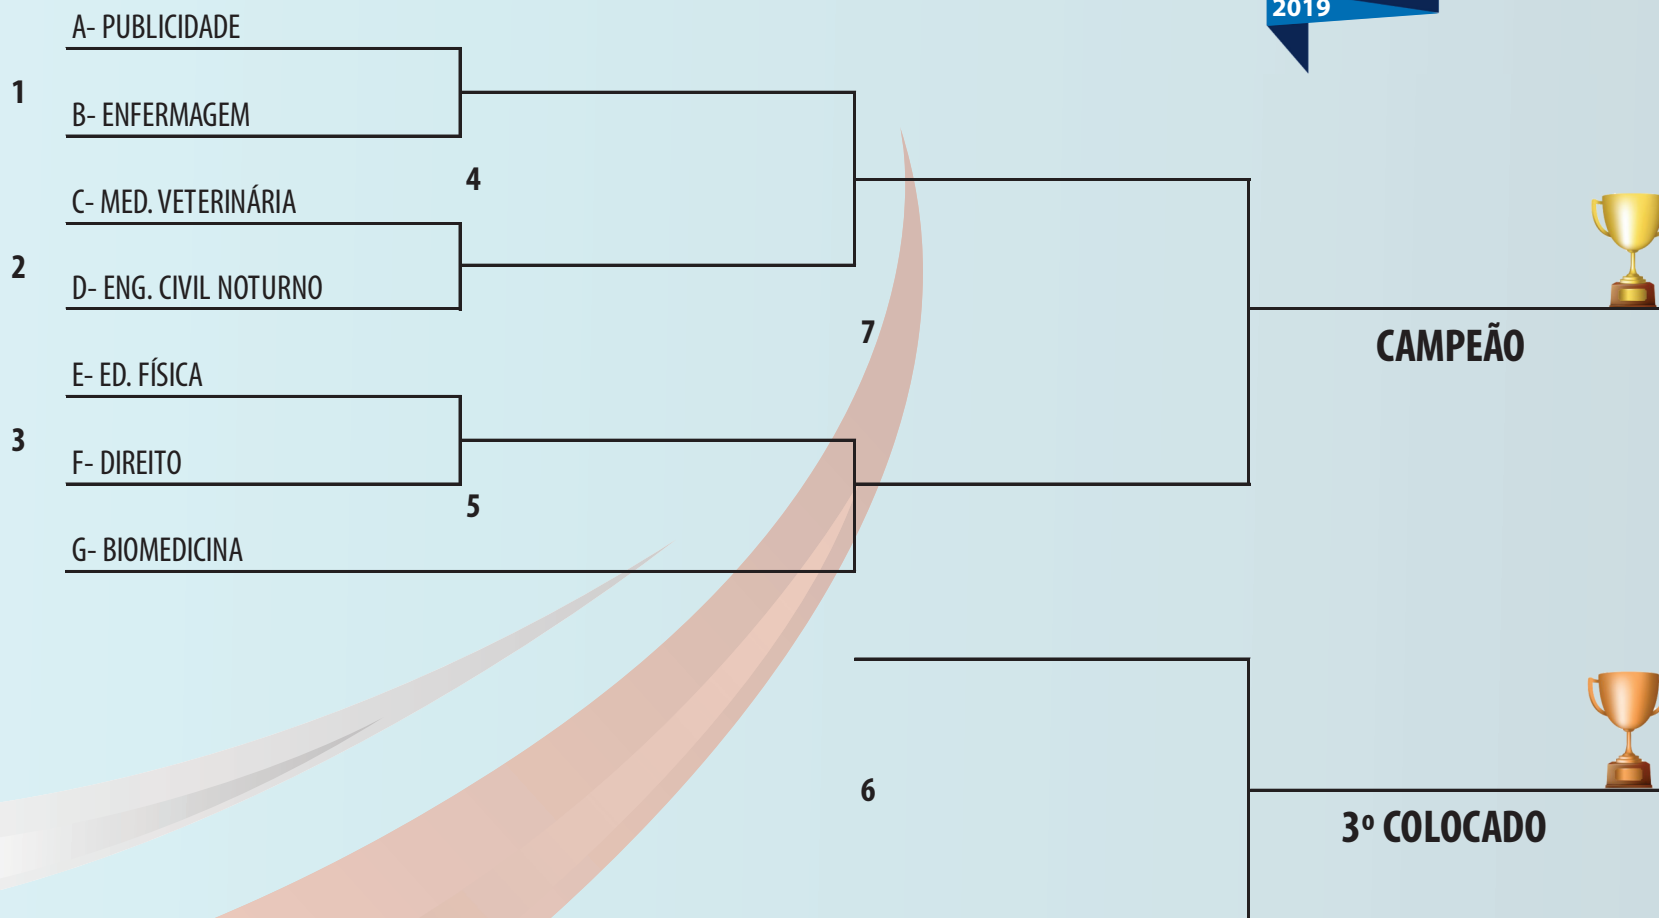 2019
A- PUBLICIDADE
1
B- ENFERMAGEM
4
C- MED. VETERINÁRIA
2
D- ENG. CIVIL NOTURNO
7
CAMPEÃO
E- ED. FÍSICA
3
F- DIREITO
5
G- BIOMEDICINA
6
3º COLOCADO